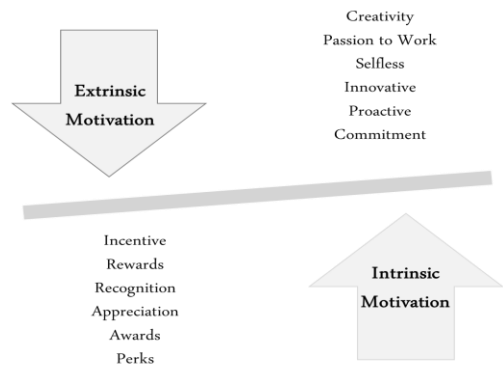 Extrinsic
Motivation
Creativity
Passion to Work
Selfless
Innovative
Proactive
Commitment
Incentive
Rewards
Recognition
Appreciation
Awards
Perks
Intrinsic
Motivation